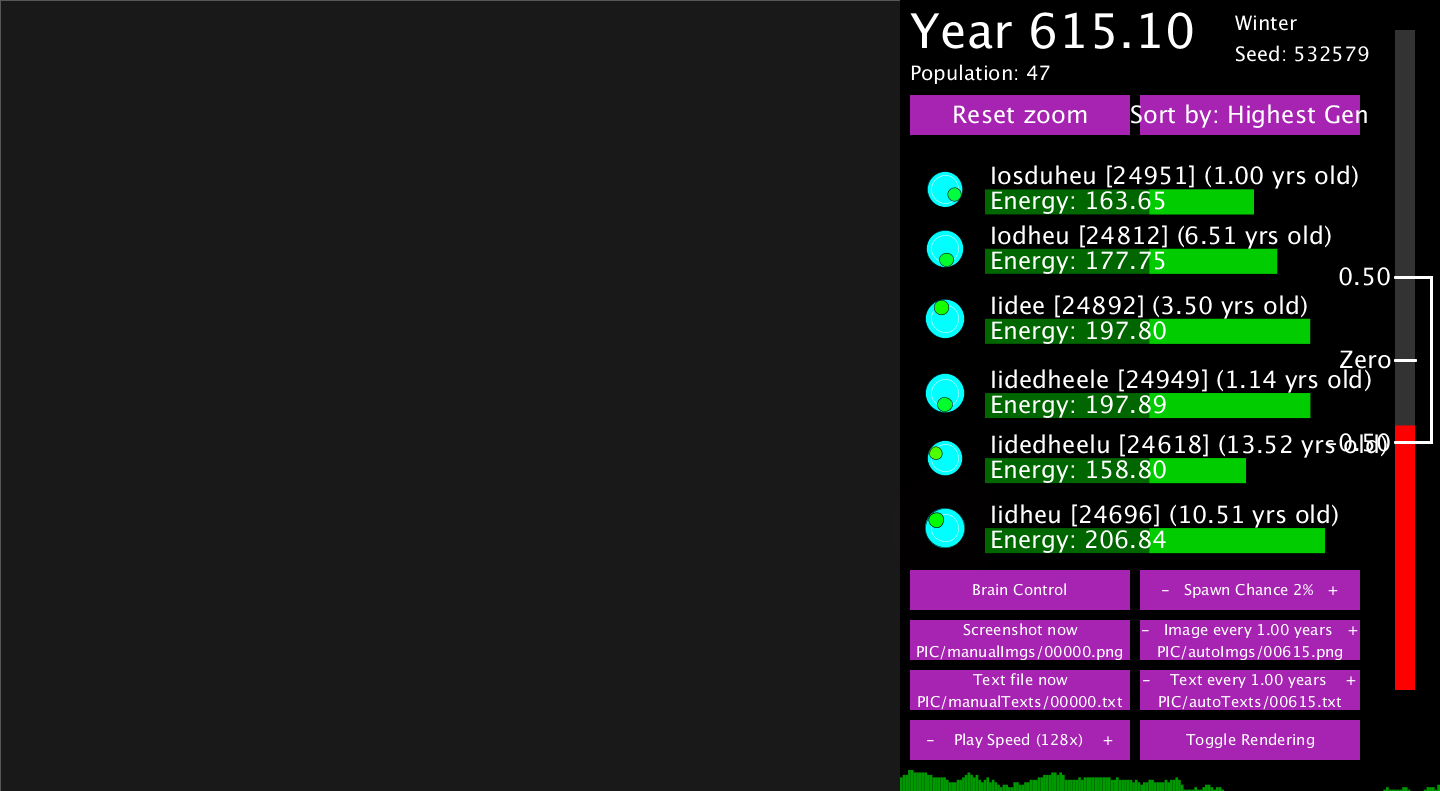 Year 615.10
Winter
Seed: 532579
Population: 47
Reset zoom
Sort by: Highest Gen
Iosduheu [24951] (1.00 yrs old)
Energy: 163.65
Iodheu [24812] (6.51 yrs old)
Energy: 177.75
0.50
Iidee [24892] (3.50 yrs old)
Energy: 197.80
Zero
Iidedheele [24949] (1.14 yrs old)
Energy: 197.89
Iidedheelu [24618] (13.52 yrs old)
-0.50
Energy: 158.80
Iidheu [24696] (10.51 yrs old)
Energy: 206.84
Brain Control
- Spawn Chance 2% +
Screenshot now
PIC/manualImgs/00000.png
- Image every 1.00 years +
PIC/autoImgs/00615.png
Text file now
PIC/manualTexts/00000.txt
- Text every 1.00 years +
PIC/autoTexts/00615.txt
- Play Speed (128x) +
Toggle Rendering